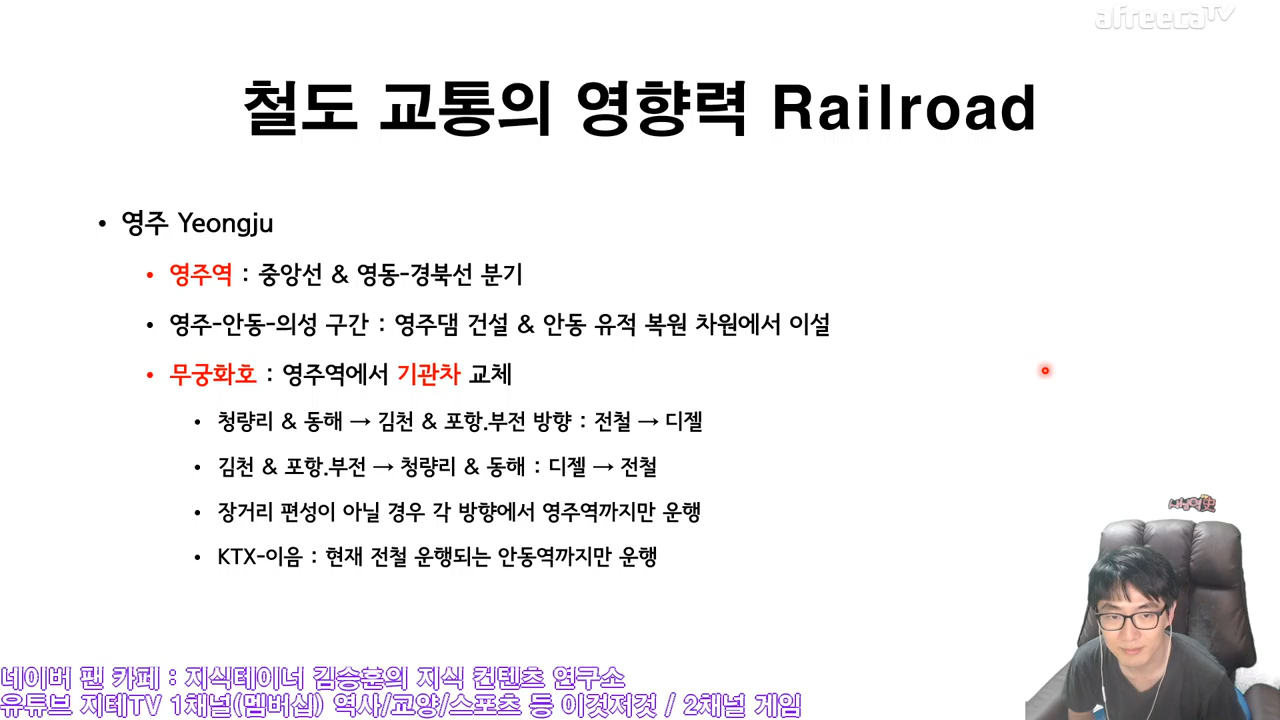 afreecaTV
철도 교통의 영향력 Railroad
• 영주 Yeongju
• 영주역 : 중앙선 & 영동-경북선 분기
• 영주-안동-의성 구간 : 영주댐 건설 & 안동 유적 복원 차원에서 이설
• 무궁화호 : 영주역에서 기관차 교체
• 청량리 & 동해 → 김천 & 포항.부전 방향 : 전철 → 디젤
• 김천 & 포항.부전 → 청량리 & 동해 : 디젤 → 전철
• 장거리 편성이 아닐 경우 각 방향에서 영주역까지만 운행
• KTX-이음 : 현재 전철 운행되는 안동역까지만 운행
네이버 팬 카페 : 지식테이너 김승훈의 지식 컨텐츠 연구소
유튜브 지테TV 1채널(멤버십) 역사/교양/스포츠 등 이것저것 / 2채널 게임